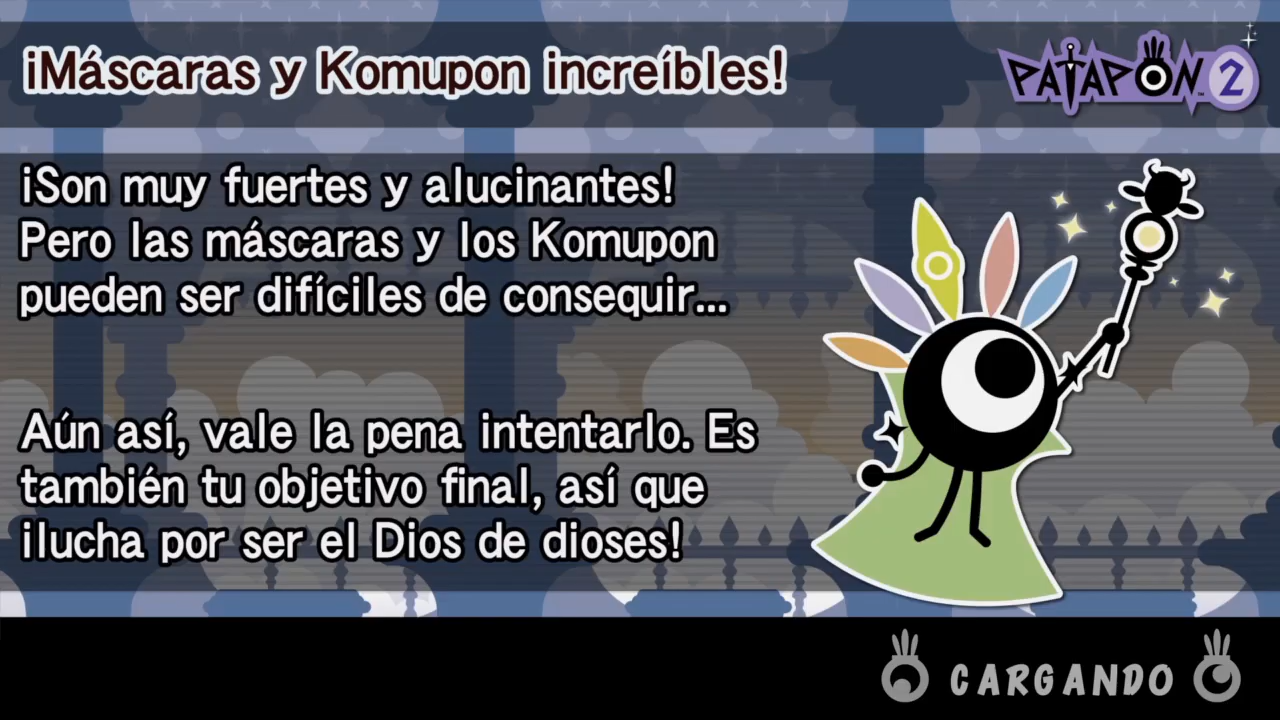 ¡Máscaras y Komupon increíbles!
PATAPON 2
™
¡Son muy fuertes y alucinantes!
Pero las máscaras y los Komupon
pueden ser difíciles de conseguir...
Aún así, vale la pena intentarlo. Es
también tu objetivo final, así que
¡lucha por ser el Dios de dioses!
CARGANDO